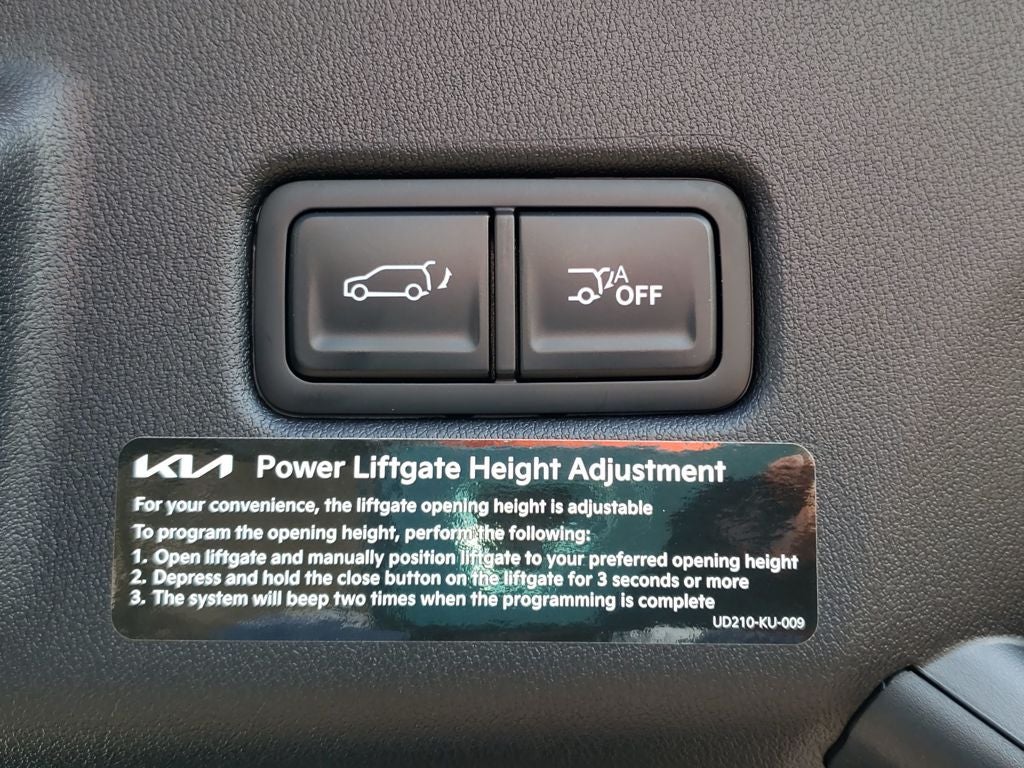 A
OFF
KIA Power Liftgate Height Adjustment
For your convenience, the liftgate opening height is adjustable
To program the opening height, perform the following:
1. Open liftgate and manually position liftgate to your preferred opening height
2. Depress and hold the close button on the liftgate for 3 seconds or more
3. The system will beep two times when the programming is complete
UD210-KU-009